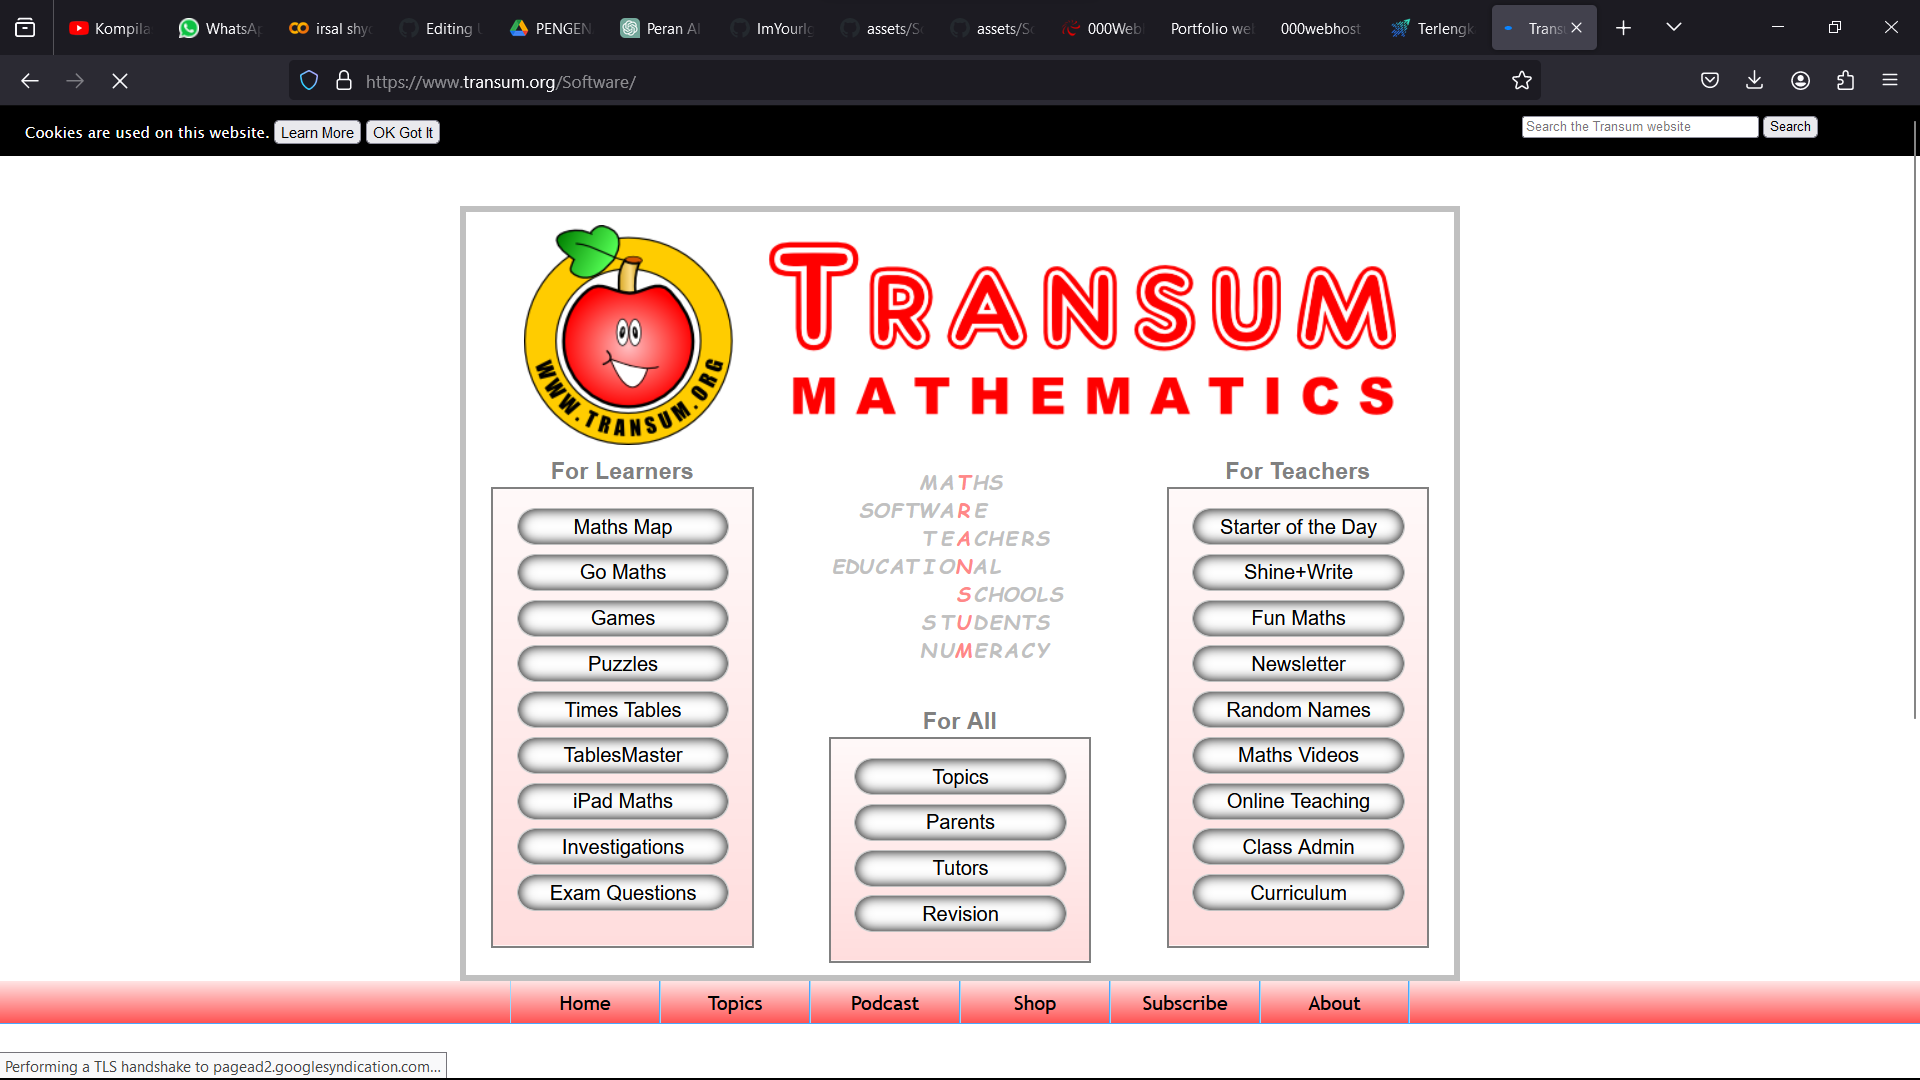 Kompila
WhatsAp
irsal shy
Editing
PENGEN
Peran AI
ImYourIg
assets/Sc
assets/Sc
000Web
Portfolio we
000webhost
Terlengka
Trans
https://www.transum.org/Software/
Cookies are used on this website. Learn More OK Got It
Search the Transum website Search
WWW.TRANSUM.ORG
TRANSUM
MATHEMATICS
For Learners
Maths Map
Go Maths
Games
Puzzles
Times Tables
TablesMaster
iPad Maths
Investigations
Exam Questions
MATHS
SOFTWARE
TEACHERS
EDUCATIONAL
SCHOOLS
STUDENTS
NUMERACY
For All
Topics
Parents
Tutors
Revision
For Teachers
Starter of the Day
Shine+Write
Fun Maths
Newsletter
Random Names
Maths Videos
Online Teaching
Class Admin
Curriculum
Home Topics Podcast Shop Subscribe About
Performing a TLS handshake to pagead2.googlesyndication.com...